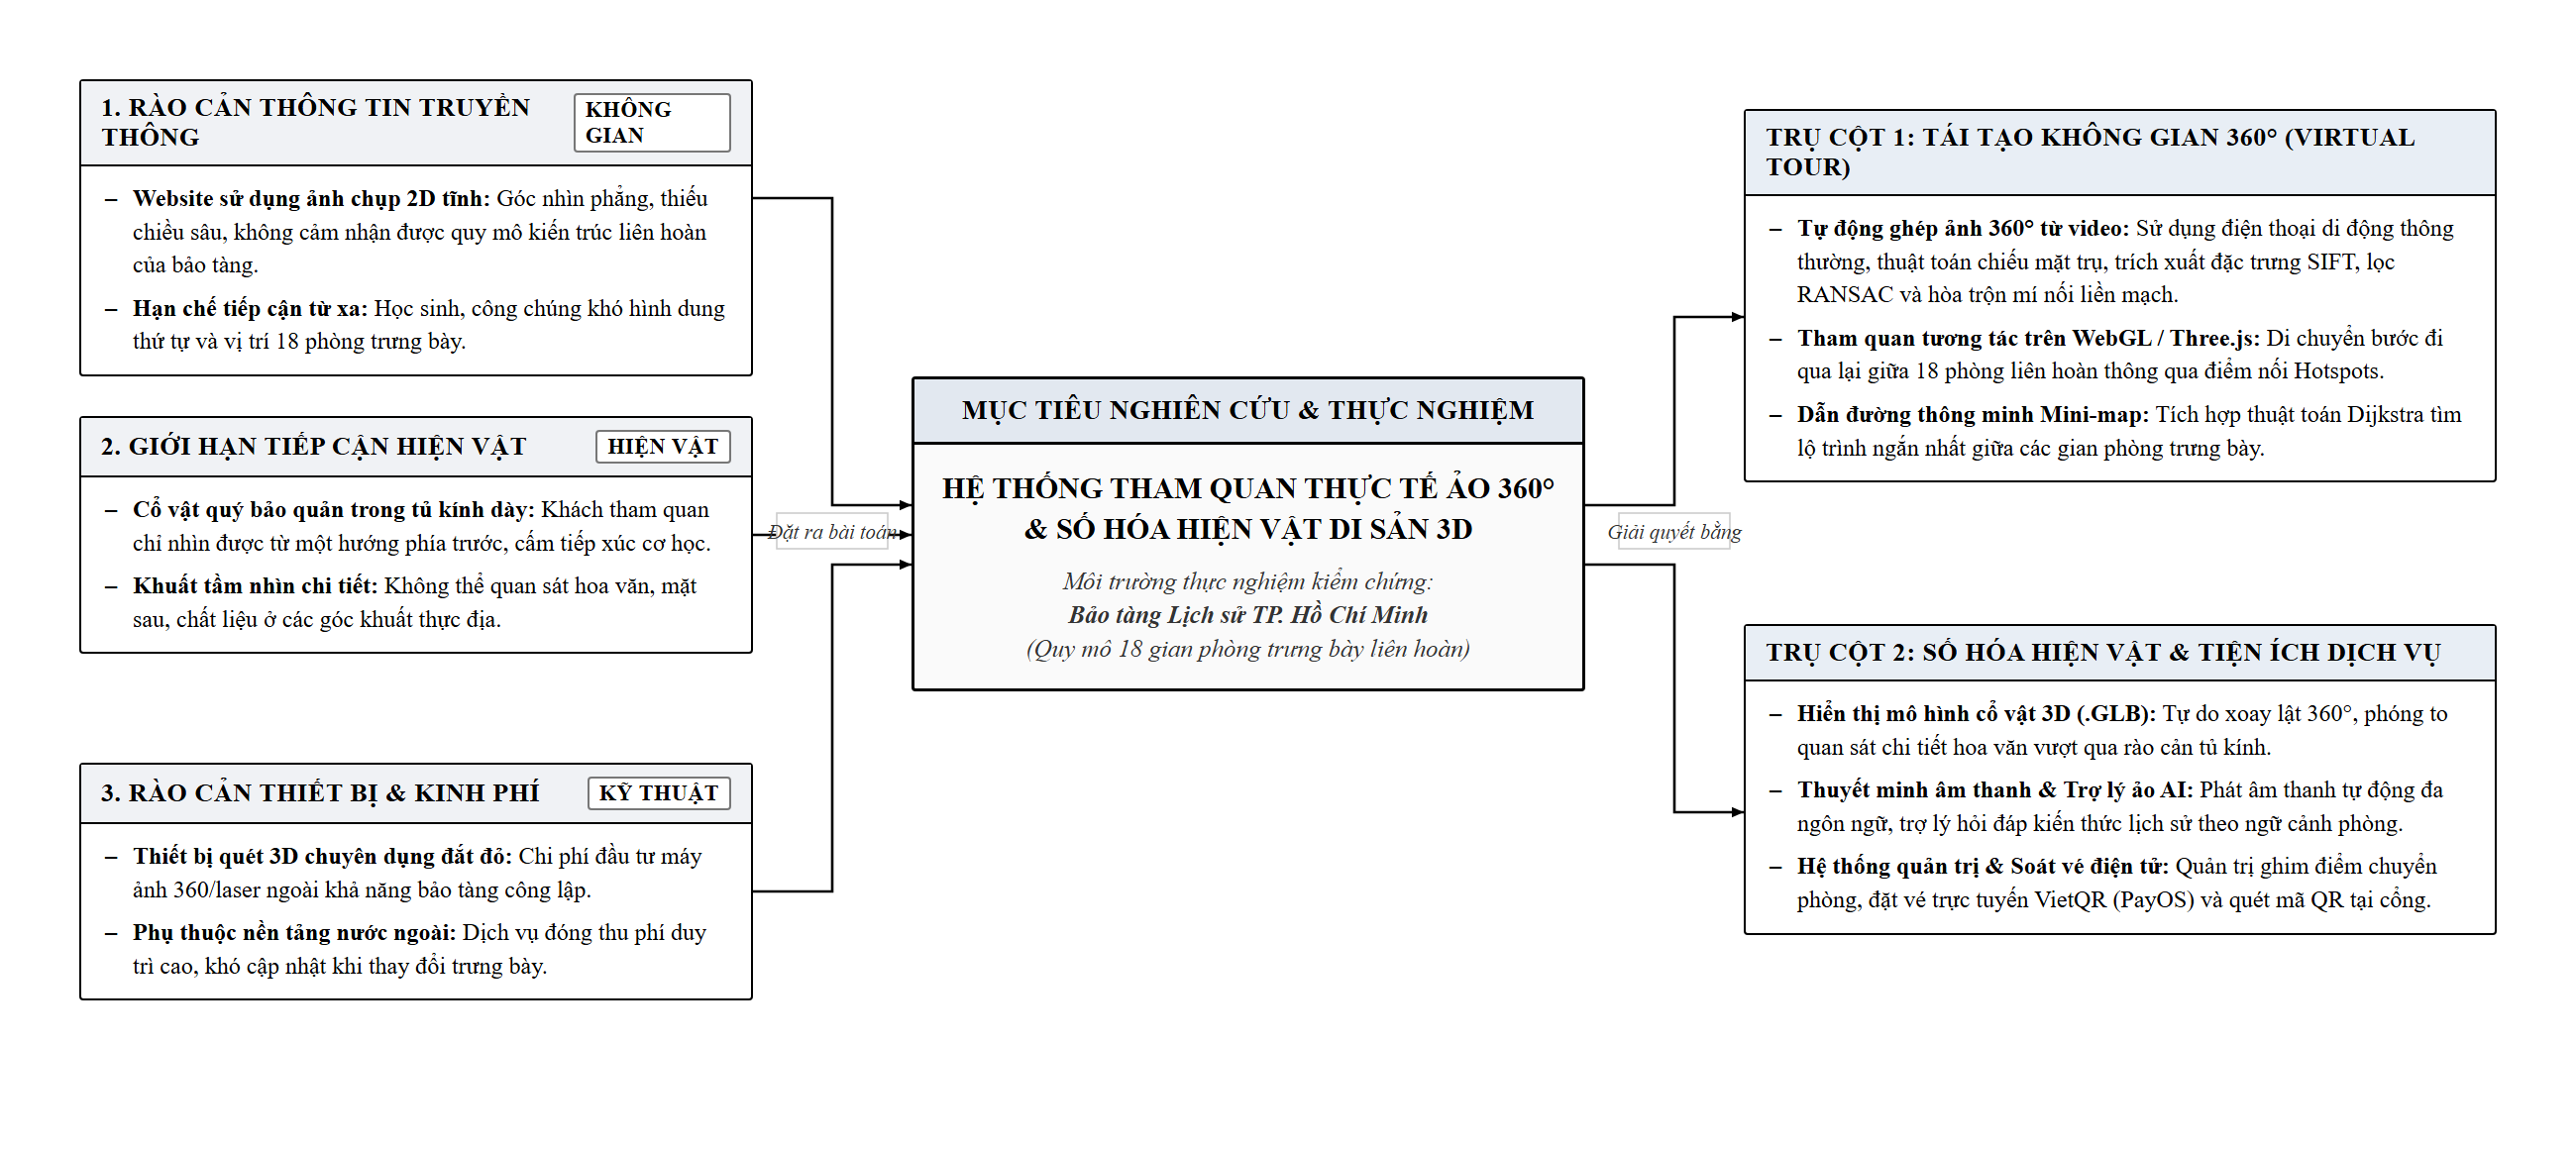 1. RÀO CẢN THÔNG TIN TRUYỀN
THÔNG
KHÔNG
GIAN
– Website sử dụng ảnh chụp 2D tĩnh: Góc nhìn phẳng, thiếu
chiều sâu, không cảm nhận được quy mô kiến trúc liên hoàn
của bảo tàng.
– Hạn chế tiếp cận từ xa: Học sinh, công chúng khó hình dung
thứ tự và vị trí 18 phòng trưng bày.
2. GIỚI HẠN TIẾP CẬN HIỆN VẬT
HIỆN VẬT
– Cổ vật quý bảo quản trong tủ kính dày: Khách tham quan
chỉ nhìn được từ một hướng phía trước, cấm tiếp xúc cơ học.
– Khuất tầm nhìn chi tiết: Không thể quan sát hoa văn, mặt
sau, chất liệu ở các góc khuất thực địa.
3. RÀO CẢN THIẾT BỊ & KINH PHÍ
KỸ THUẬT
– Thiết bị quét 3D chuyên dụng đắt đỏ: Chi phí đầu tư máy
ảnh 360/laser ngoài khả năng bảo tàng công lập.
– Phụ thuộc nền tảng nước ngoài: Dịch vụ đóng thu phí duy
trì cao, khó cập nhật khi thay đổi trưng bày.
Đặt ra bài toán
MỤC TIÊU NGHIÊN CỨU & THỰC NGHIỆM
HỆ THỐNG THAM QUAN THỰC TẾ ẢO 360°
& SỐ HÓA HIỆN VẬT DI SẢN 3D
Môi trường thực nghiệm kiểm chứng:
Bảo tàng Lịch sử TP. Hồ Chí Minh
(Quy mô 18 gian phòng trưng bày liên hoàn)
Giải quyết bằng
TRỤ CỘT 1: TÁI TẠO KHÔNG GIAN 360° (VIRTUAL
TOUR)
– Tự động ghép ảnh 360° từ video: Sử dụng điện thoại di động thông
thường, thuật toán chiếu mặt trụ, trích xuất đặc trưng SIFT, lọc
RANSAC và hòa trộn mí nối liền mạch.
– Tham quan tương tác trên WebGL / Three.js: Di chuyển bước đi
qua lại giữa 18 phòng liên hoàn thông qua điểm nối Hotspots.
– Dẫn đường thông minh Mini-map: Tích hợp thuật toán Dijkstra tìm
lộ trình ngắn nhất giữa các gian phòng trưng bày.
TRỤ CỘT 2: SỐ HÓA HIỆN VẬT & TIỆN ÍCH DỊCH VỤ
– Hiển thị mô hình cổ vật 3D (.GLB): Tự do xoay lật 360°, phóng to
quan sát chi tiết hoa văn vượt qua rào cản tủ kính.
– Thuyết minh âm thanh & Trợ lý ảo AI: Phát âm thanh tự động đa
ngôn ngữ, trợ lý hỏi đáp kiến thức lịch sử theo ngữ cảnh phòng.
– Hệ thống quản trị & Soát vé điện tử: Quản trị ghim điểm chuyển
phòng, đặt vé trực tuyến VietQR (PayOS) và quét mã QR tại cổng.